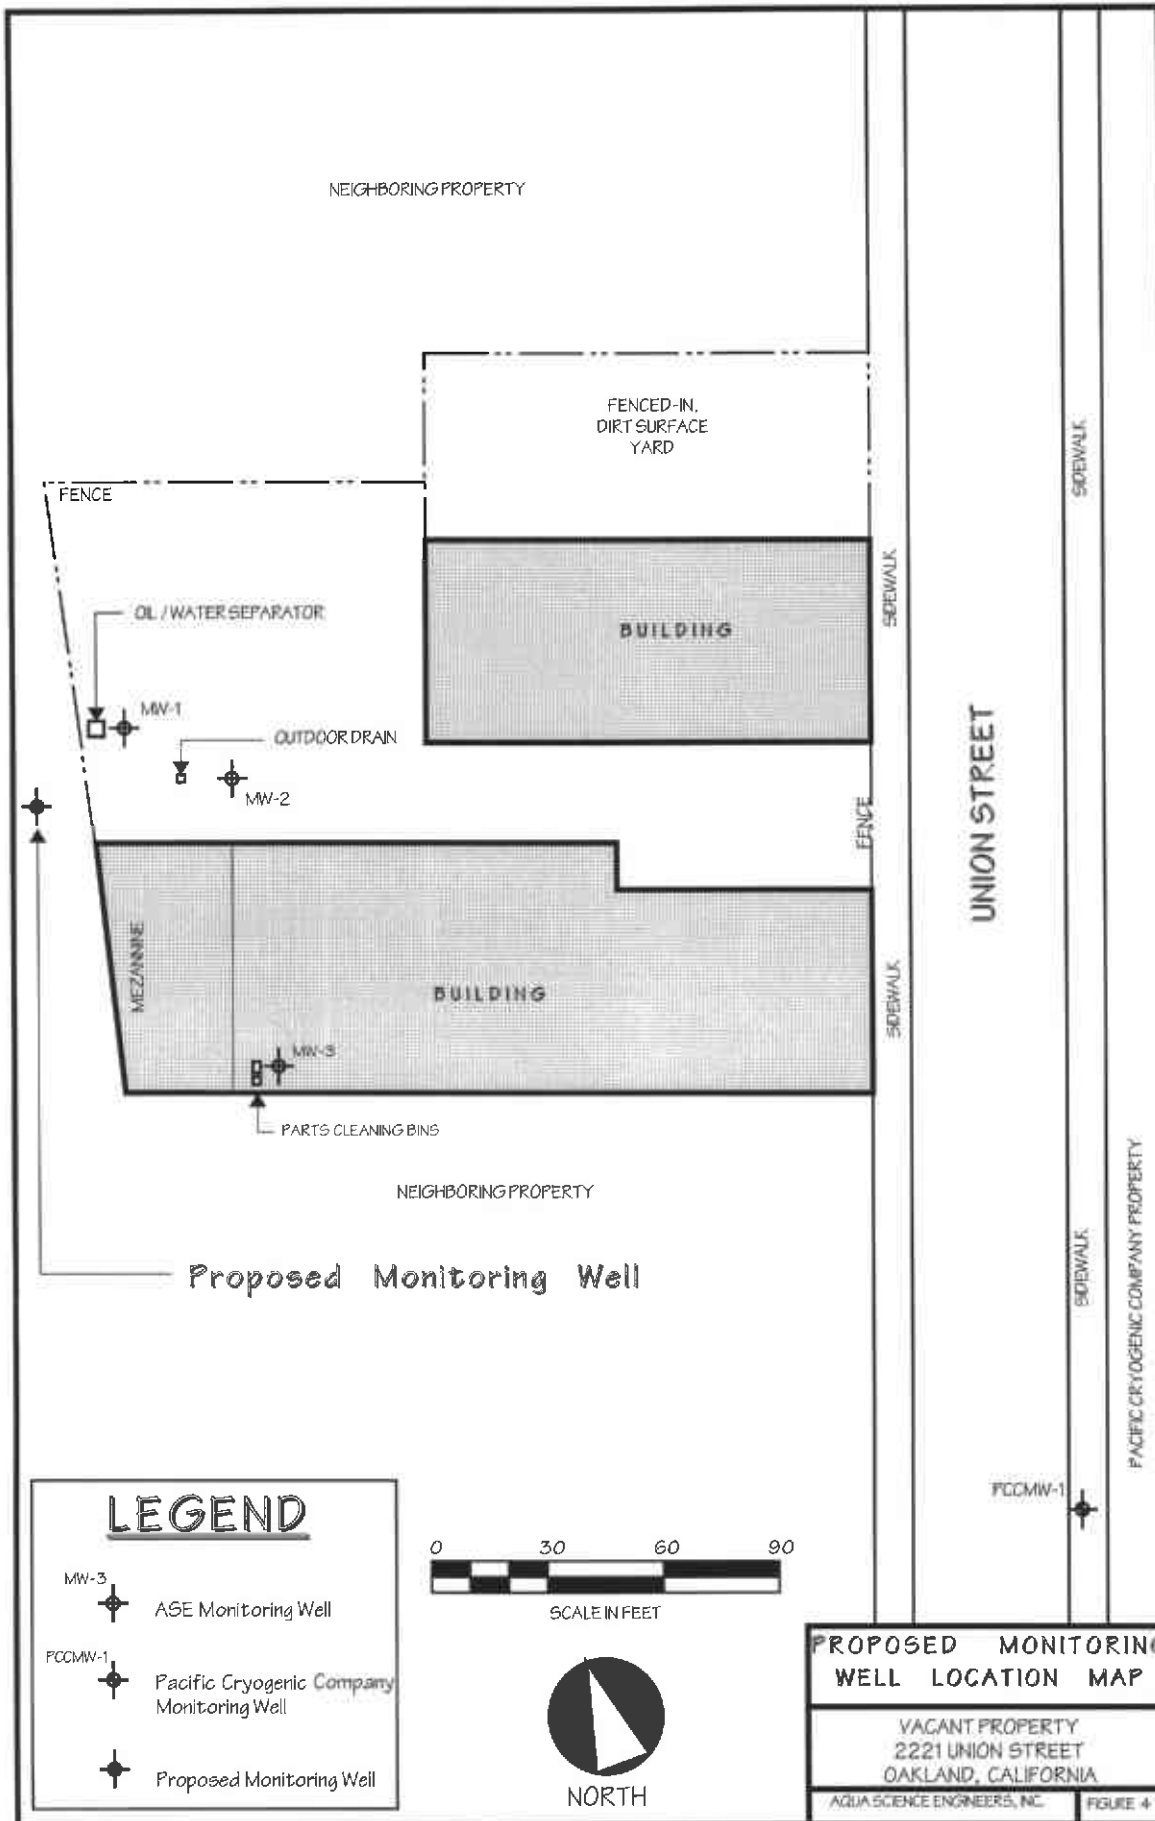 NEIGHBORING PROPERTY
FENCED-IN,
DIRT SURFACE
YARD
SIDEWALK
FENCE
SIDEWALK
OIL / WATER SEPARATOR
BUILDING
MW-1
OUTDOOR DRAIN
MW-2
UNION STREET
FENCE
MEZANNINE
BUILDING
SIDEWALK
MW-3
PARTS CLEANING BINS
NEIGHBORING PROPERTY
Proposed Monitoring Well
SIDEWALK
PACIFIC CRYOGENIC COMPANY PROPERTY
PCCMW-1
LEGEND
MW-3
ASE Monitoring Well
PCCMW-1
Pacific Cryogenic Company
Monitoring Well
Proposed Monitoring Well
0 30 60 90
SCALE IN FEET
NORTH
PROPOSED MONITORING
WELL LOCATION MAP
VACANT PROPERTY
2221 UNION STREET
OAKLAND, CALIFORNIA
AQUA SCIENCE ENGINEERS, INC.
FIGURE 4